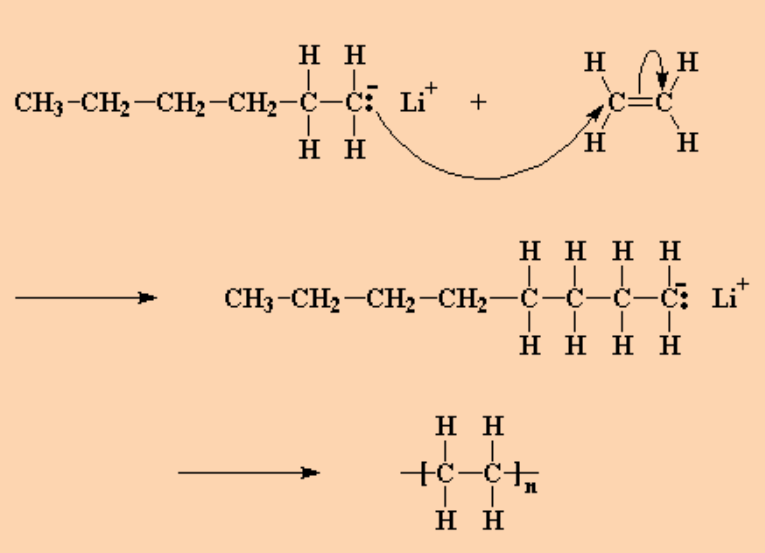 H H H H
CH₃-CH₂-CH₂-CH₂-C-C⁻: Li⁺ + C=C
H H H H
H H H H
CH₃-CH₂-CH₂-CH₂-C-C-C-C⁻: Li⁺
H H H H
H H
-[C-C]ₙ-
H H